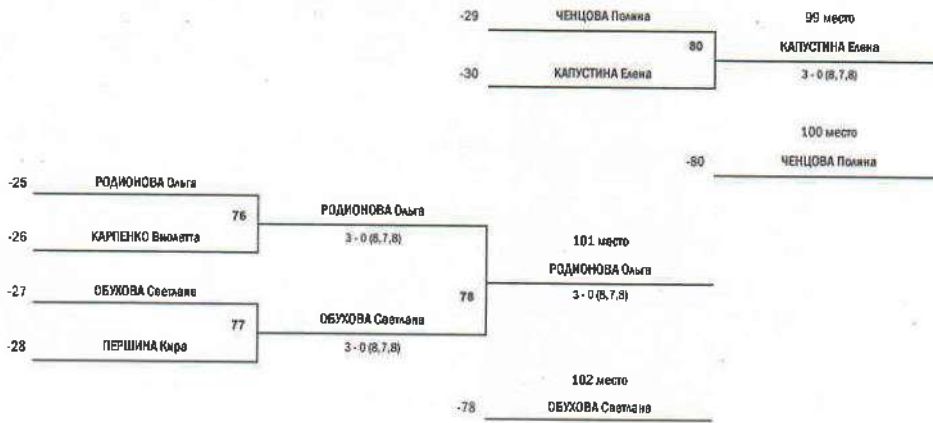 -29 ЧЕНЦОВА Полина 99 место
80 КАПУСТИНА Елена
-30 КАПУСТИНА Елена 3 - 0 (8,7,8)
100 место
-80 ЧЕНЦОВА Полина
-25 РОДИОНОВА Ольга
76 РОДИОНОВА Ольга
-26 КАРПЕНКО Виолетта 3 - 0 (8,7,8)
101 место
РОДИОНОВА Ольга
-27 ОБУХОВА Светлана 78 3 - 0 (8,7,8)
77 ОБУХОВА Светлана
-28 ПЕРШИНА Кира 3 - 0 (8,7,8)
102 место
-78 ОБУХОВА Светлана